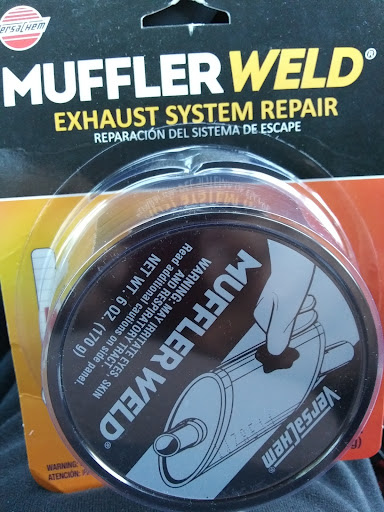 VersaChem
MUFFLER WELD®
EXHAUST SYSTEM REPAIR
REPARACIÓN DEL SISTEMA DE ESCAPE
MUFFLER WELD®
WARNING: MAY IRRITATE EYES, SKIN
AND RESPIRATORY TRACT.
Read additional cautions on side panel.
NET WT. 6 OZ. (170 g)
VersaChem®
WARNING:
ATENCIÓN:
g)